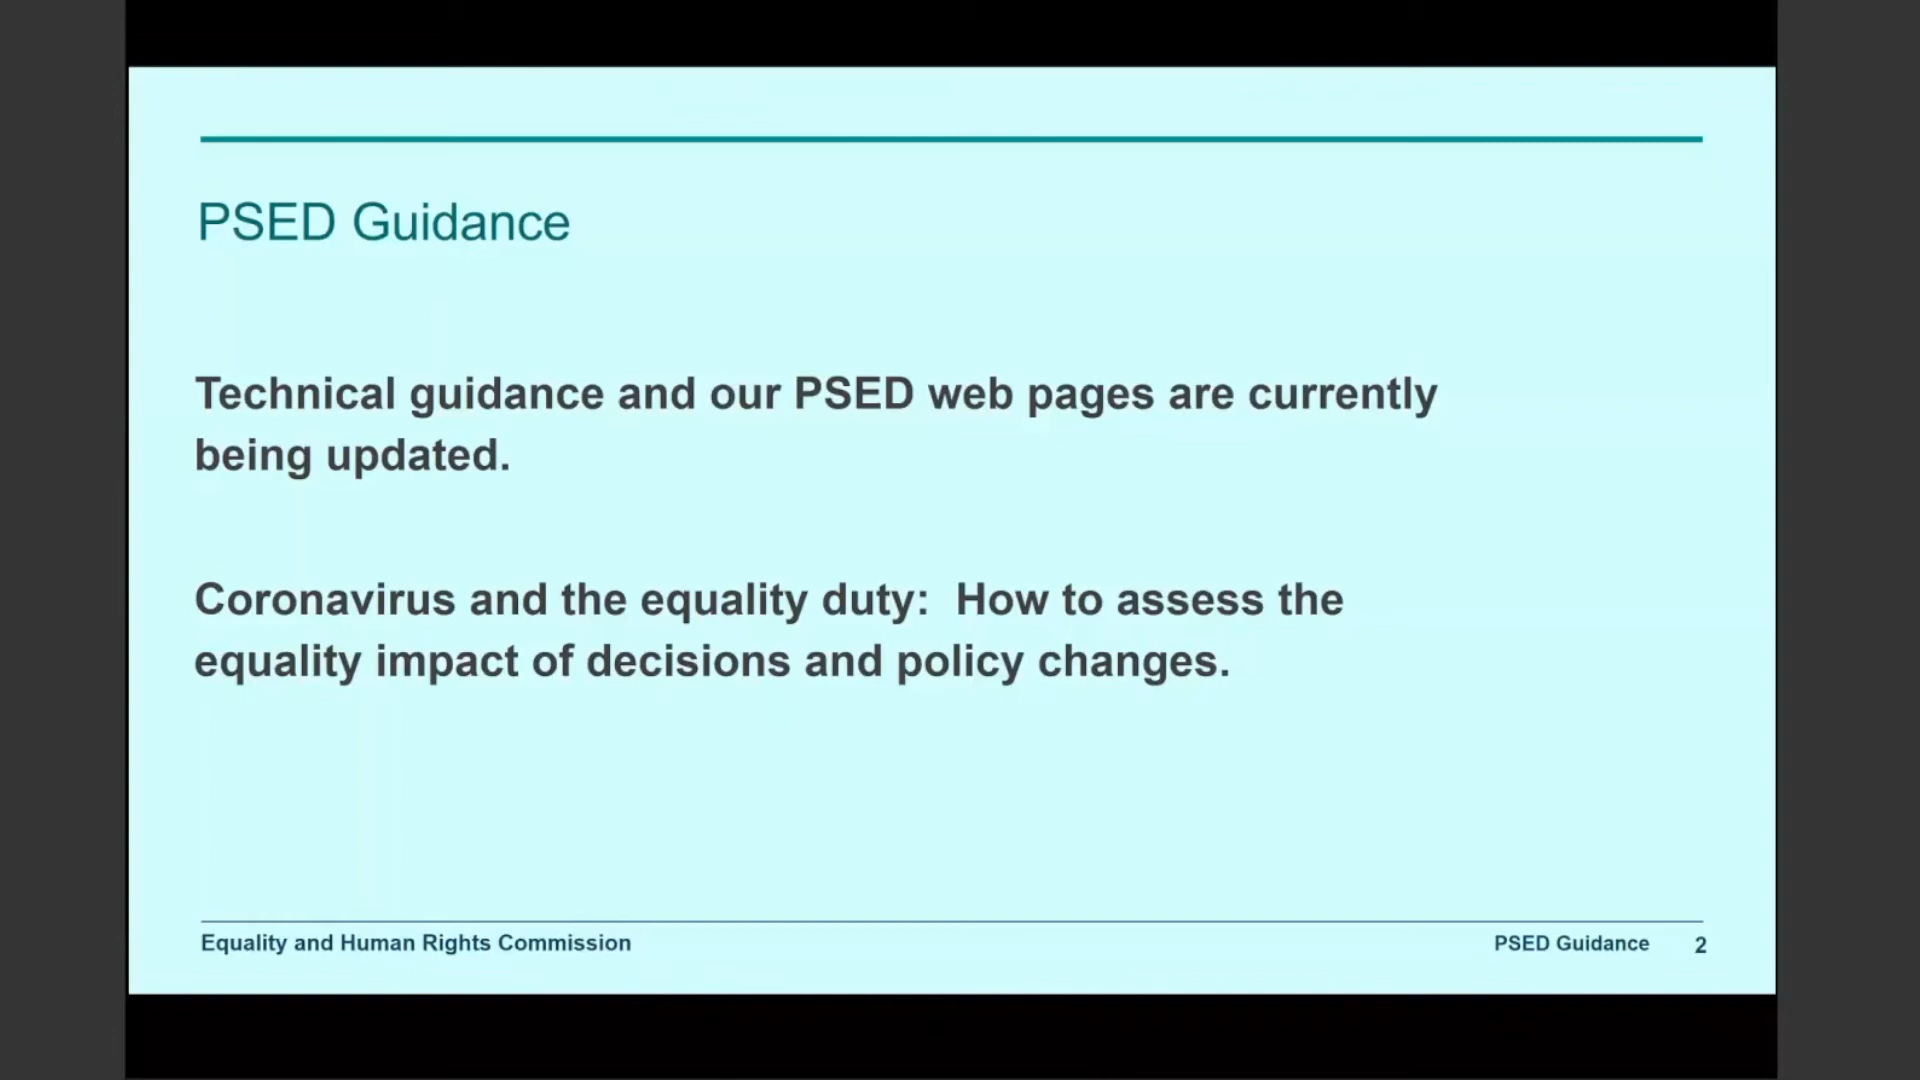 PSED Guidance
Technical guidance and our PSED web pages are currently
being updated.
Coronavirus and the equality duty:  How to assess the
equality impact of decisions and policy changes.
Equality and Human Rights Commission
PSED Guidance
2